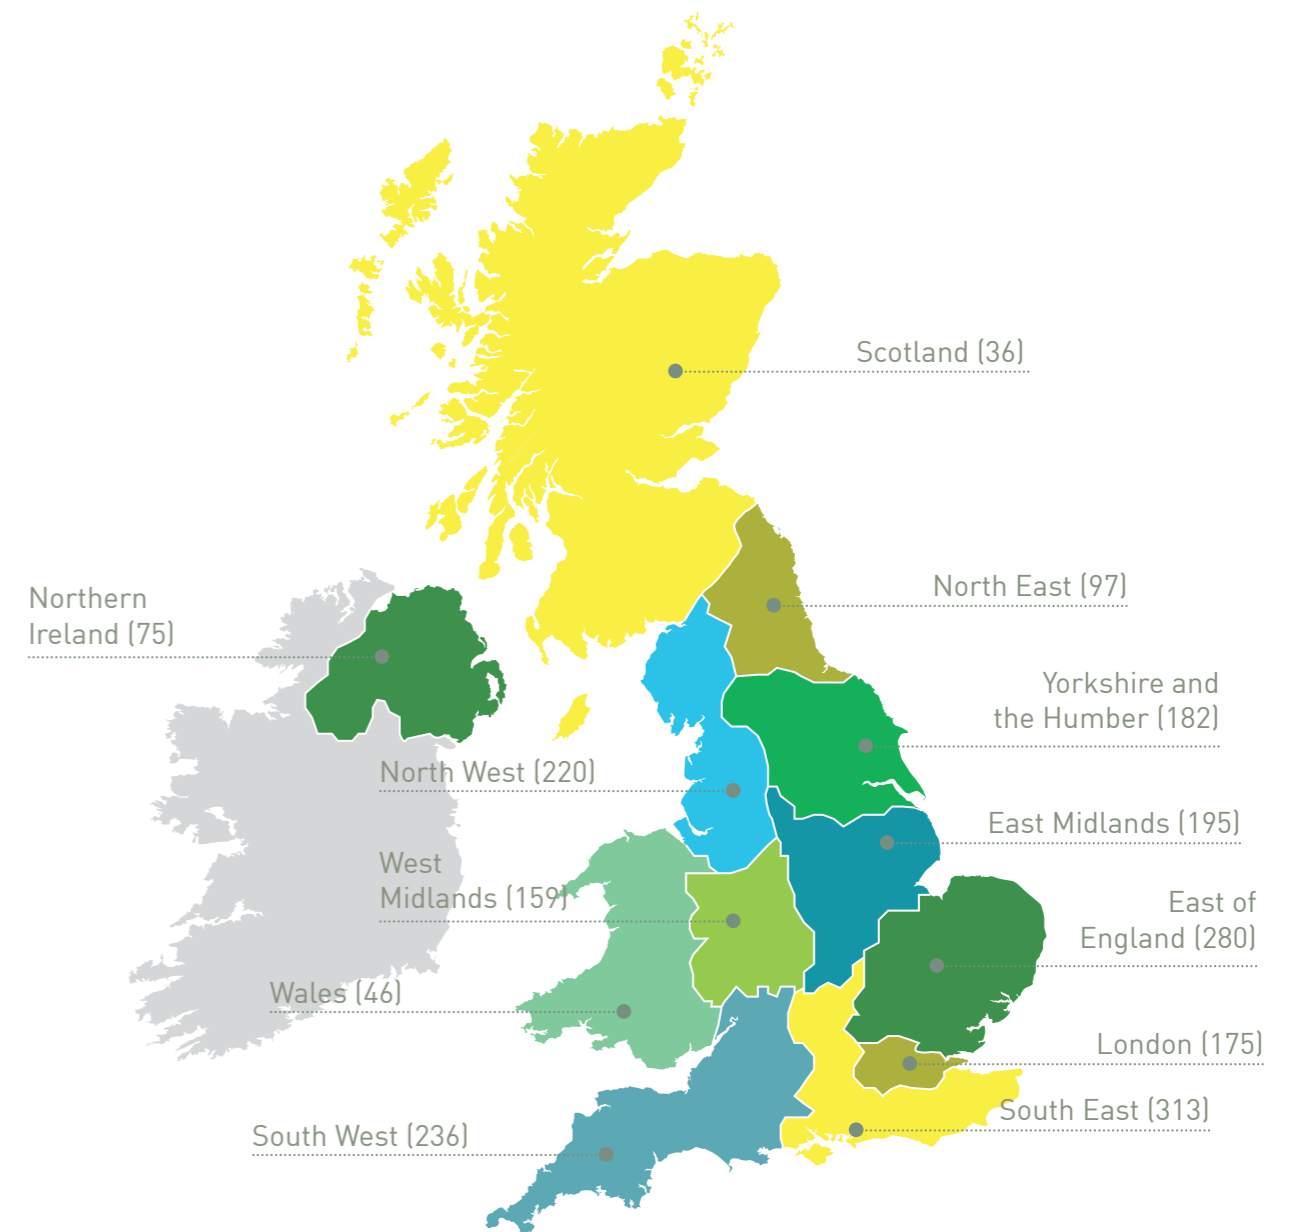 Scotland (36)
North East (97)
Northern
Ireland (75)
Yorkshire and
the Humber (182)
North West (220)
East Midlands (195)
West
Midlands (159)
East of
England (280)
Wales (46)
London (175)
South East (313)
South West (236)